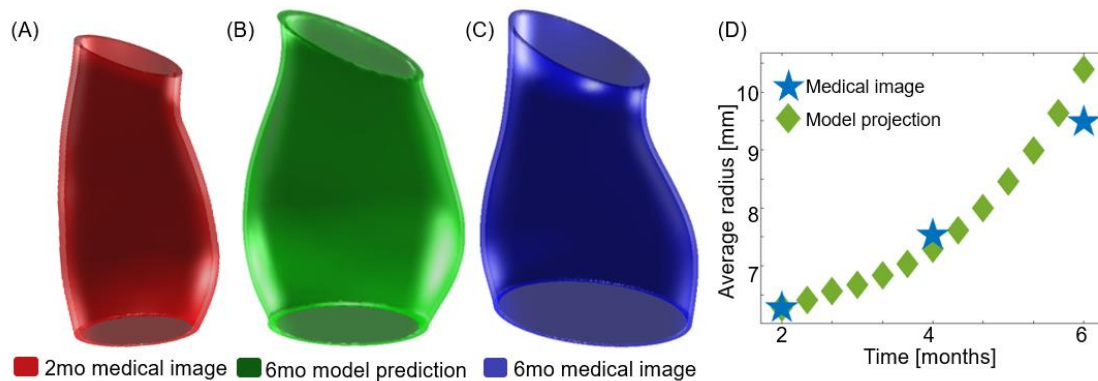 (A)
(B)
(C)
(D)
2mo medical image
6mo model prediction
6mo medical image
Medical image
Model projection
Average radius [mm]
10
9
8
7
2
4
6
Time [months]